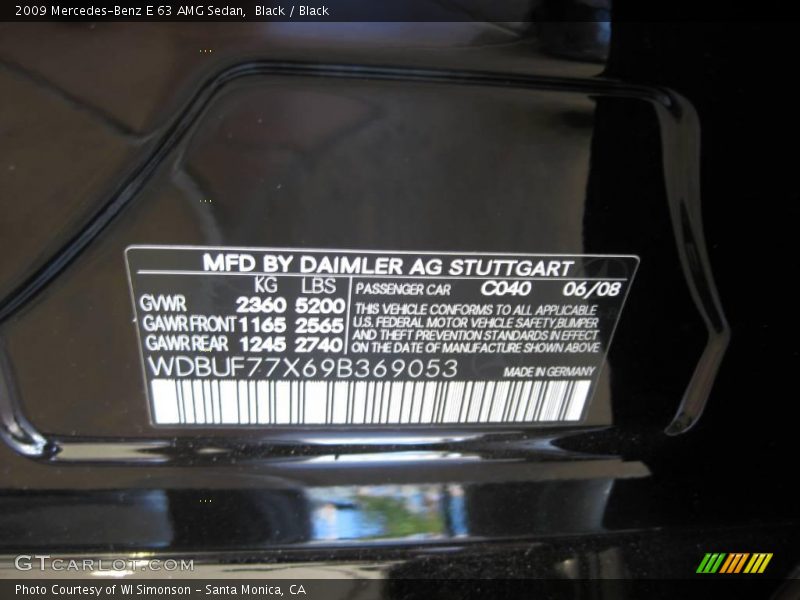 2009 Mercedes-Benz E 63 AMG Sedan, Black / Black
MFD BY DAIMLER AG STUTTGART
KG LBS
GVWR 2360 5200
GAWR FRONT 1165 2565
GAWR REAR 1245 2740
PASSENGER CAR C040 06/08
THIS VEHICLE CONFORMS TO ALL APPLICABLE
U.S. FEDERAL MOTOR VEHICLE SAFETY, BUMPER
AND THEFT PREVENTION STANDARDS IN EFFECT
ON THE DATE OF MANUFACTURE SHOWN ABOVE
WDBUF77X69B369053 MADE IN GERMANY
GTCARLOT.COM
Photo Courtesy of WI Simonson - Santa Monica, CA